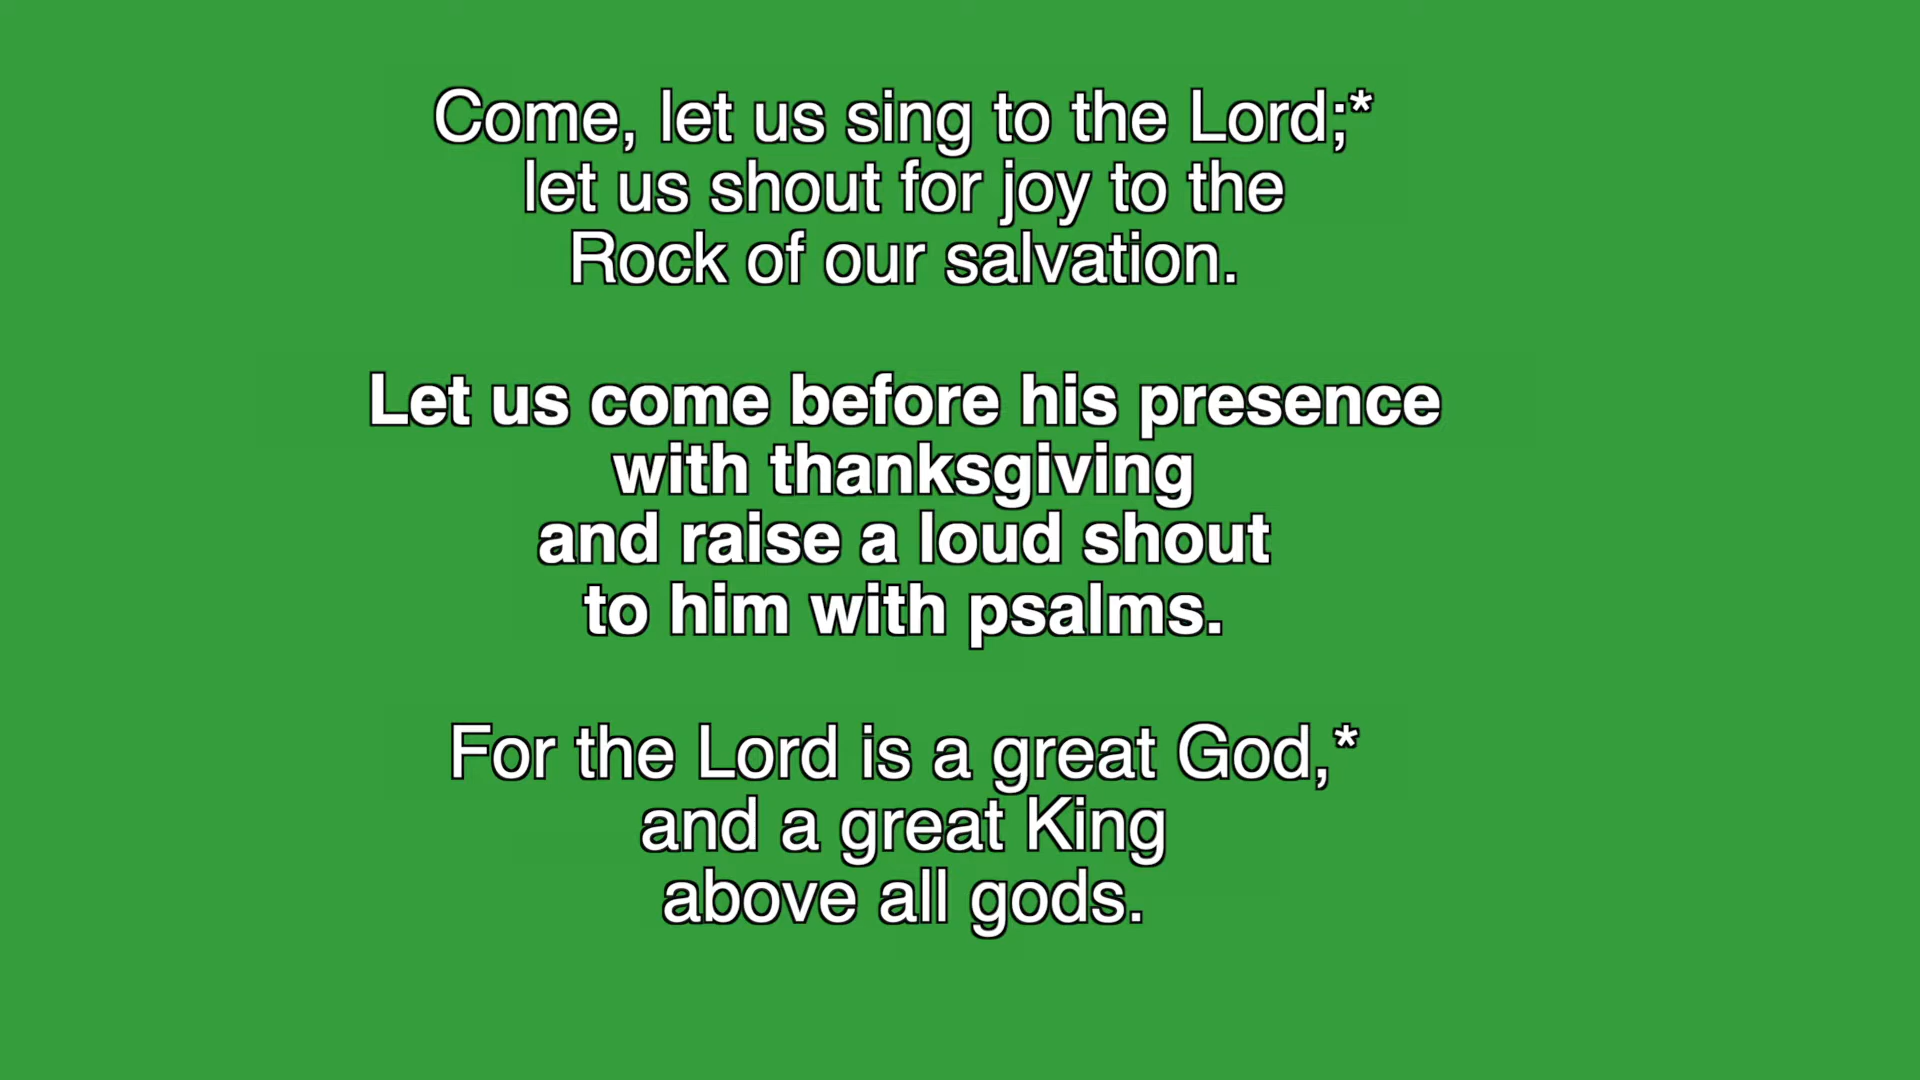 Come, let us sing to the Lord;*
let us shout for joy to the
Rock of our salvation.
Let us come before his presence
with thanksgiving
and raise a loud shout
to him with psalms.
For the Lord is a great God,*
and a great King
above all gods.